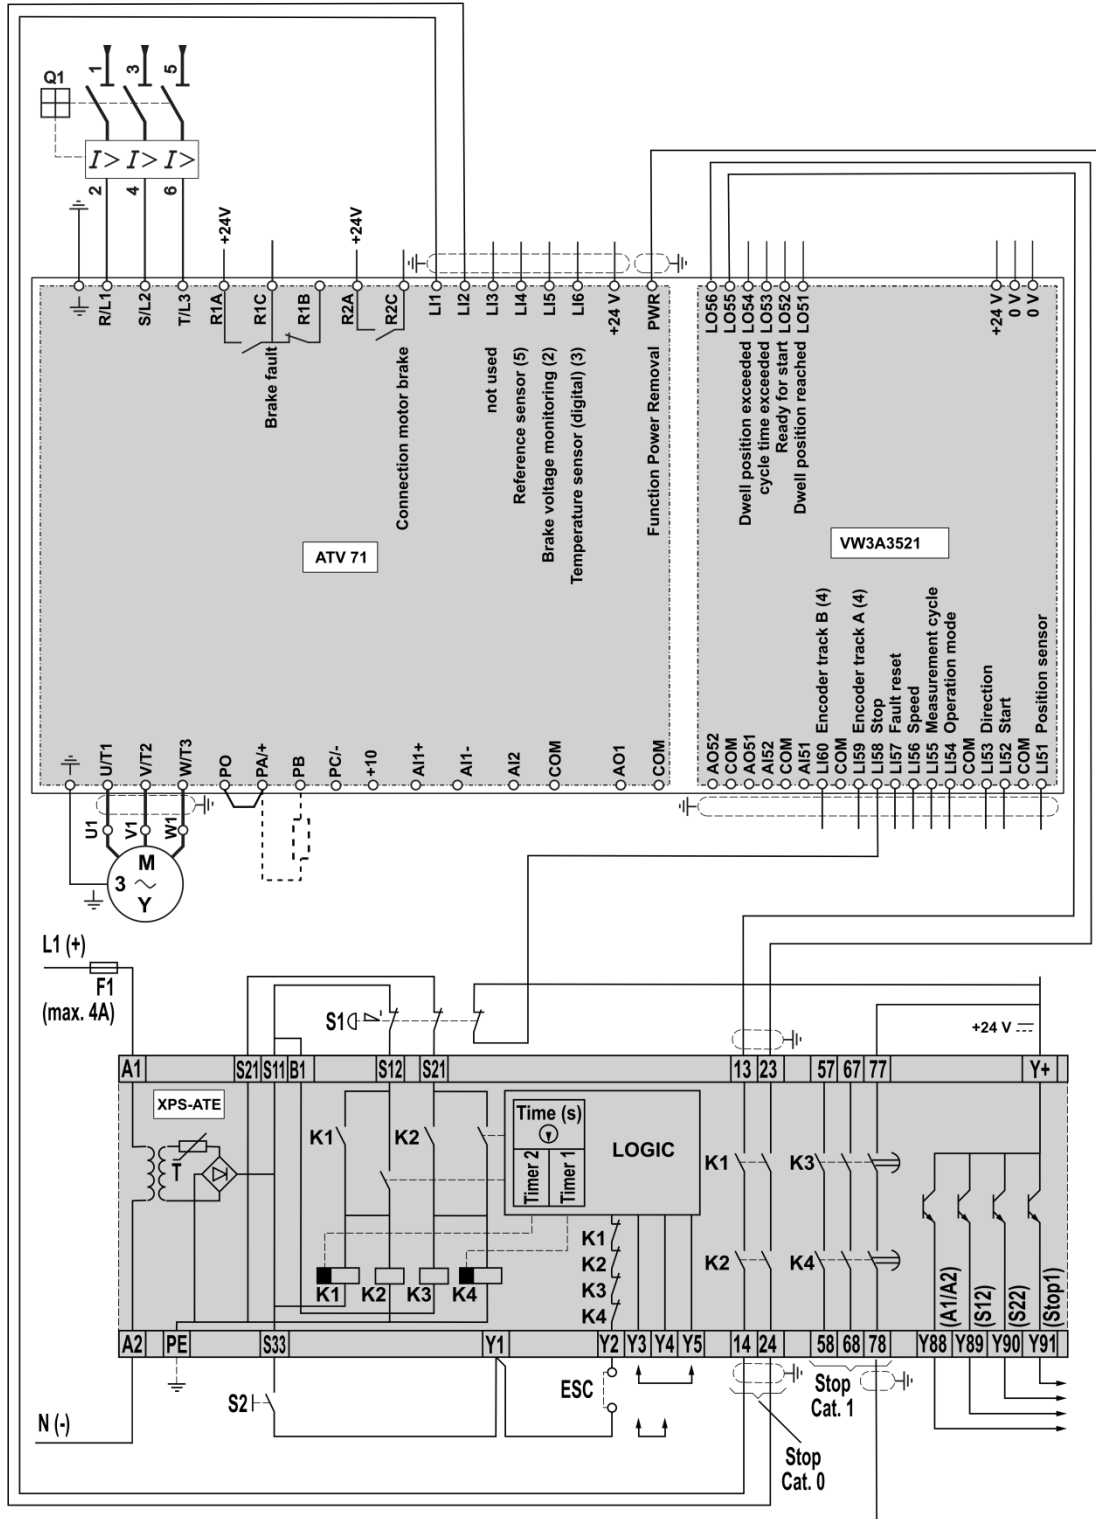 Q1
1
3
5
I>
I>
I>
2
4
6
+24V
+24V
R/L1
S/L2
T/L3
R1A
R1C
R1B
R2A
R2C
LI1
LI2
LI3
LI4
LI5
LI6
+24 V
PWR
Brake fault
Connection motor brake
not used
Reference sensor (5)
Brake voltage monitoring (2)
Temperature sensor (digital) (3)
Function Power Removal
LO56
LO55
LO54
LO53
LO52
LO51
+24 V
0 V
0 V
Dwell position exceeded
cycle time exceeded
Ready for start
Dwell position reached
ATV 71
VW3A3521
Encoder track B (4)
Encoder track A (4)
Stop
Fault reset
Speed
Measurement cycle
Operation mode
Direction
Start
Position sensor
U/T1
V/T2
W/T3
PO
PA/+
PB
PC/-
+10
AI1+
AI1-
AI2
COM
AO1
COM
AO52
COM
AO51
AI52
COM
AI51
LI60
COM
LI59
LI58
LI57
LI56
LI55
LI54
COM
LI53
LI52
COM
LI51
U1
V1
W1
M
3 ~
Y
L1 (+)
F1
(max. 4A)
S1
+24 V
A1
S21
S11
B1
S12
S21
13
23
57
67
77
Y+
XPS-ATE
T
K1
K2
Time (s)
Timer 2
Timer 1
LOGIC
K1
K3
K1
K2
K3
K4
K2
K4
K1
K2
K3
K4
(A1/A2)
(S12)
(S22)
(Stop1)
A2
PE
S33
Y1
Y2
Y3
Y4
Y5
14
24
58
68
78
Y88
Y89
Y90
Y91
S2
ESC
Stop
Cat. 1
N (-)
Stop
Cat. 0